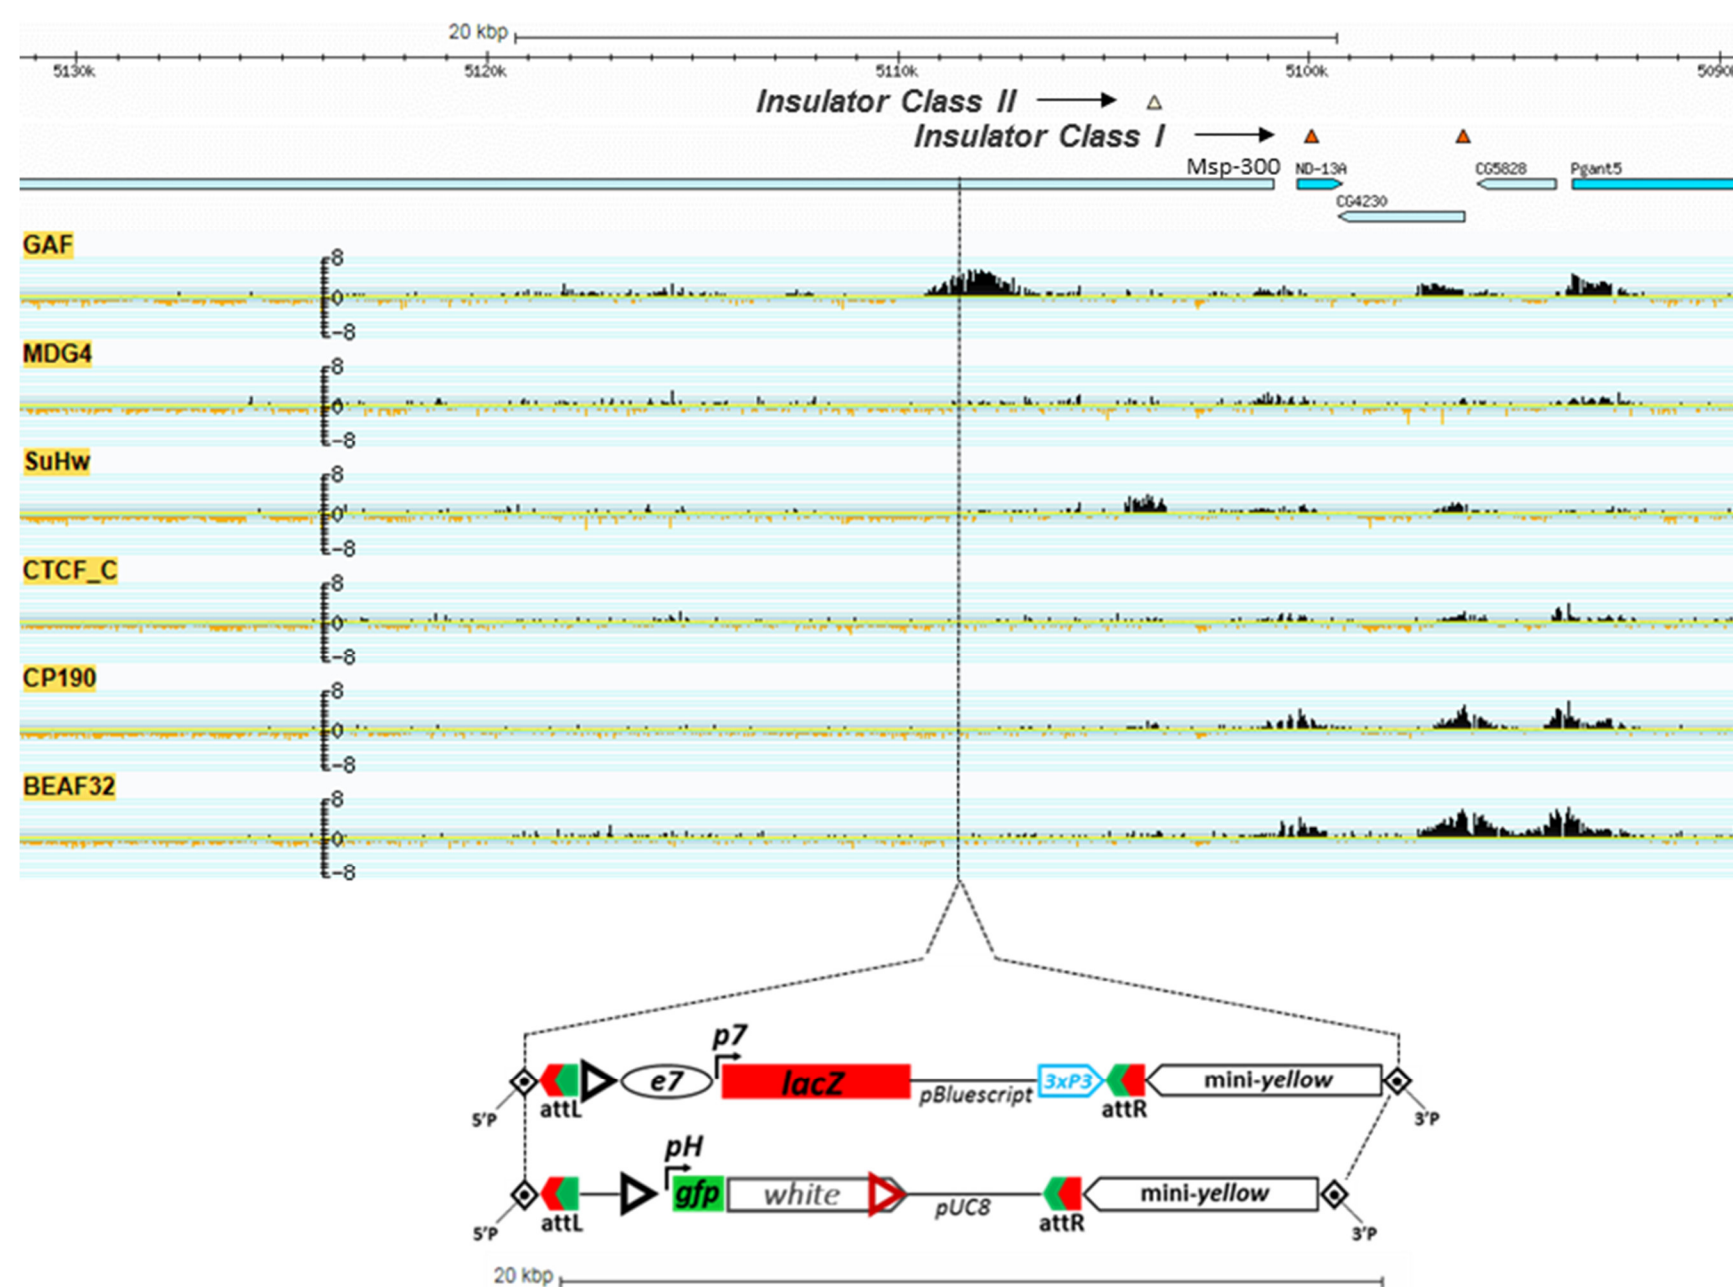 20 kbp
5130k 5120k 5110k 5100k 5090
Insulator Class II
Insulator Class I
Msp-300 ND-13A CG5828 Pgant5
CG4230
GAF
8
0
-8
MDG4
8
0
-8
SuHw
8
0
-8
CTCF_C
8
0
-8
CP190
8
0
-8
BEAF32
8
0
-8
p7
e7 lacZ pBluescript 3xP3 mini-yellow
5'P attL attR 3'P
pH
gfp white pUC8 mini-yellow
5'P attL attR 3'P
20 kbp